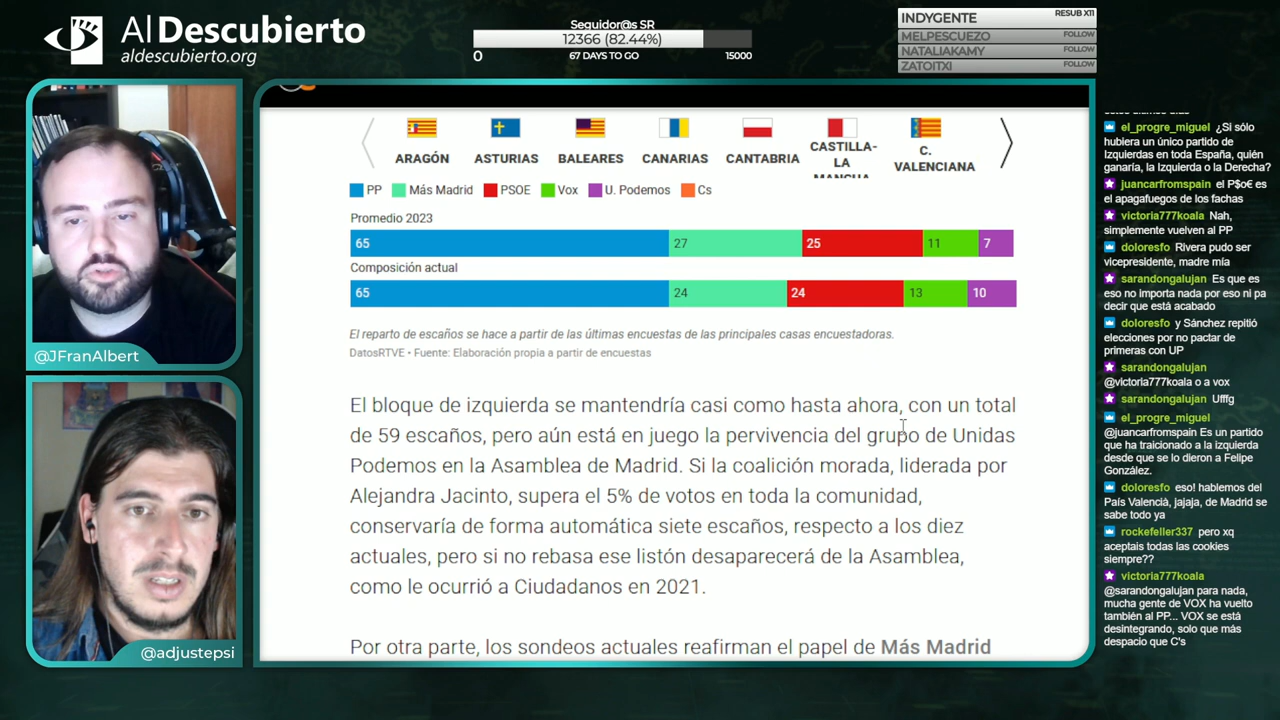 Al Descubierto
aldescubierto.org
Seguidor@s SR
12366 (82.44%)
0
67 DAYS TO GO
15000
INDYGENTE
RESUB X11
MELPESCUEZO
FOLLOW
NATALIAKAMY
FOLLOW
ZATOITXI
FOLLOW
@JFranAlbert
@adjustepsi
ARAGÓN
ASTURIAS
BALEARES
CANARIAS
CANTABRIA
CASTILLA-
LA
MANCHA
C.
VALENCIANA
PP
Más Madrid
PSOE
Vox
U. Podemos
Cs
Promedio 2023
65
27
25
11
7
Composición actual
65
24
24
13
10
El reparto de escaños se hace a partir de las últimas encuestas de las principales casas encuestadoras.
DatosRTVE • Fuente: Elaboración propia a partir de encuestas
El bloque de izquierda se mantendría casi como hasta ahora, con un total
de 59 escaños, pero aún está en juego la pervivencia del grupo de Unidas
Podemos en la Asamblea de Madrid. Si la coalición morada, liderada por
Alejandra Jacinto, supera el 5% de votos en toda la comunidad,
conservaría de forma automática siete escaños, respecto a los diez
actuales, pero si no rebasa ese listón desaparecerá de la Asamblea,
como le ocurrió a Ciudadanos en 2021.
Por otra parte, los sondeos actuales reafirman el papel de Más Madrid
el_progre_miguel ¿Si sólo
hubiera un único partido de
Izquierdas en toda España, quién
ganaría, la Izquierda o la Derecha?
juancarfromspain el P$o€ es
el apagafuegos de los fachas
victoria777koala Nah,
simplemente vuelven al PP
doloresfo Rivera pudo ser
vicepresidente, madre mía
sarandongalujan Es que es
eso no importa nada por eso ni pa
decir que está acabado
doloresfo y Sánchez repitió
elecciones por no pactar de
primeras con UP
sarandongalujan
@victoria777koala o a vox
sarandongalujan Ufffg
el_progre_miguel
@juancarfromspain Es un partido
que ha traicionado a la izquierda
desde que se lo dieron a Felipe
González.
doloresfo eso! hablemos del
País Valencià, jajaja, de Madrid se
sabe todo ya
rockefeller337 pero xq
aceptais todas las cookies
siempre??
victoria777koala
@sarandongalujan para nada,
mucha gente de VOX ha vuelto
también al PP... VOX se está
desintegrando, solo que más
despacio que C's